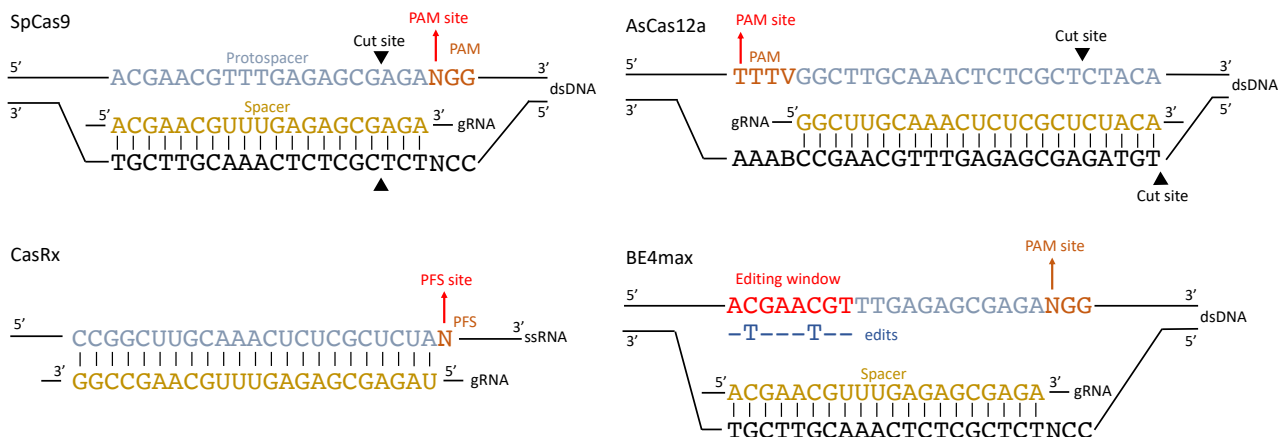 SpCas9
PAM site
Cut site
Protospacer PAM
5’ ACGAACGTTTGAGAGCGAGANGG 3’
dsDNA
3’ Spacer 5’
5’ ACGAACGUUUGAGAGCGAGA 3’ gRNA
TGCTTGCAAACTCTCGCTCTNCC
AsCas12a
PAM site
Cut site
PAM
5’ TTTVGGCTTGCAAACTCTCGCTCTACA 3’
dsDNA
3’ 5’
gRNA 5’ GGCUUGCAAACUCUCGCUCUACA 3’
AAABCCGAACGTTTGAGAGCGAGATGT
Cut site
CasRx
PFS site
PFS
5’ CCGGCUUGCAAACUCUCGCUCUAN 3’ ssRNA
3’ GGCCGAACGUUUGAGAGCGAGAU 5’ gRNA
BE4max
PAM site
Editing window
5’ ACGAACGTTTGAGAGCGAGANGG 3’
dsDNA
3’ –T–––T–– edits 5’
Spacer
5’ ACGAACGUUUGAGAGCGAGA 3’ gRNA
TGCTTGCAAACTCTCGCTCTNCC